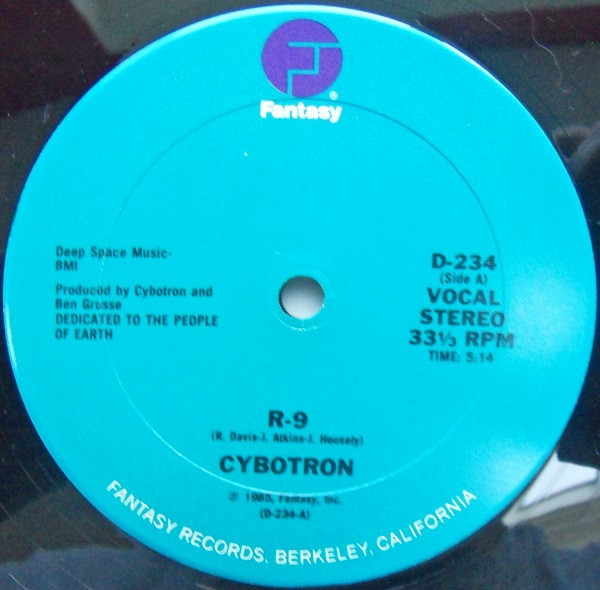 Fantasy
Deep Space Music-
BMI
Produced by Cybotron and
Ben Grosse
DEDICATED TO THE PEOPLE
OF EARTH
D-234
(Side A)
VOCAL
STEREO
33⅓ RPM
TIME: 5:14
R-9
(R. Davis-J. Atkins-J. Housely)
CYBOTRON
℗ 1985, Fantasy, Inc.
(D-234-A)
FANTASY RECORDS, BERKELEY, CALIFORNIA